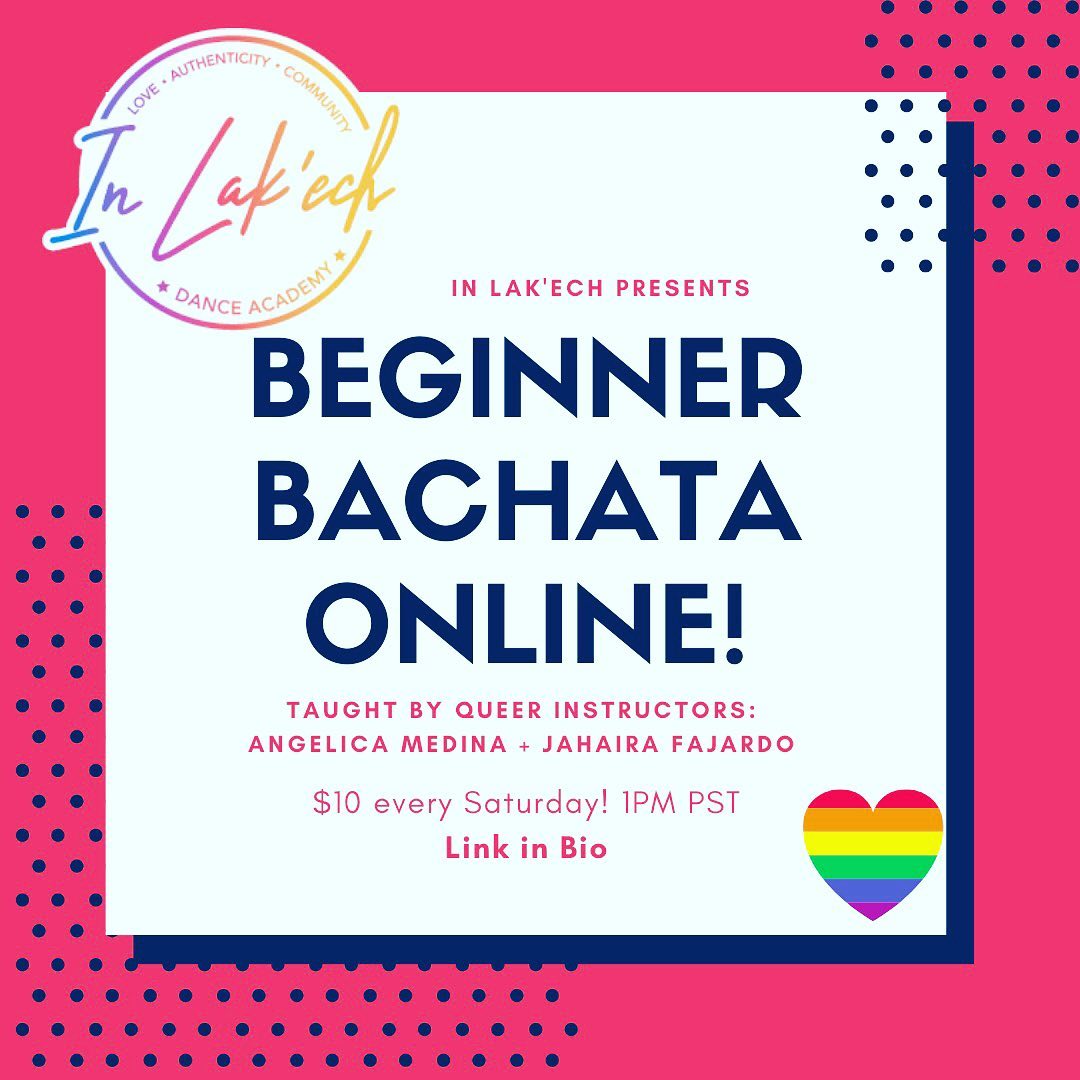 LOVE • AUTHENTICITY • COMMUNITY
In Lak'ech
★ DANCE ACADEMY ★
IN LAK'ECH PRESENTS
BEGINNER
BACHATA
ONLINE!
TAUGHT BY QUEER INSTRUCTORS:
ANGELICA MEDINA + JAHAIRA FAJARDO
$10 every Saturday! 1PM PST
Link in Bio